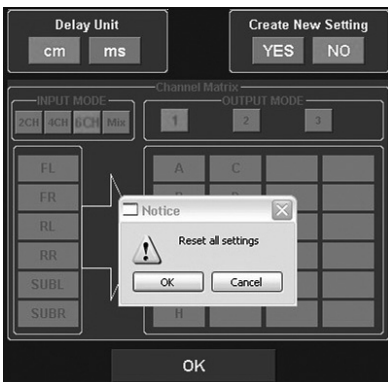 Delay Unit
cm ms
Create New Setting
YES NO
Channel Matrix
INPUT MODE
2CH 4CH 6CH Mix
OUTPUT MODE
1 2 3
FL
FR
RL
RR
SUBL
SUBR
A C
H
Notice
Reset all settings
OK Cancel
OK